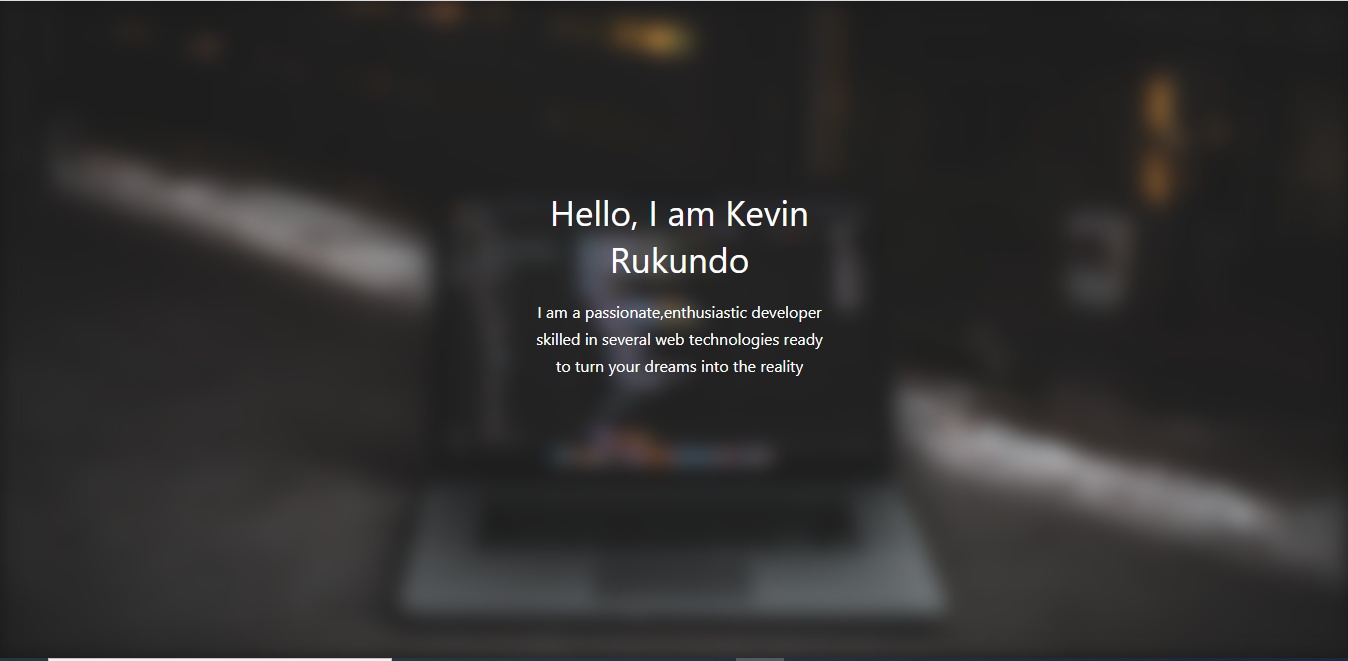 Hello, I am Kevin
Rukundo
I am a passionate,enthusiastic developer
skilled in several web technologies ready
to turn your dreams into the reality